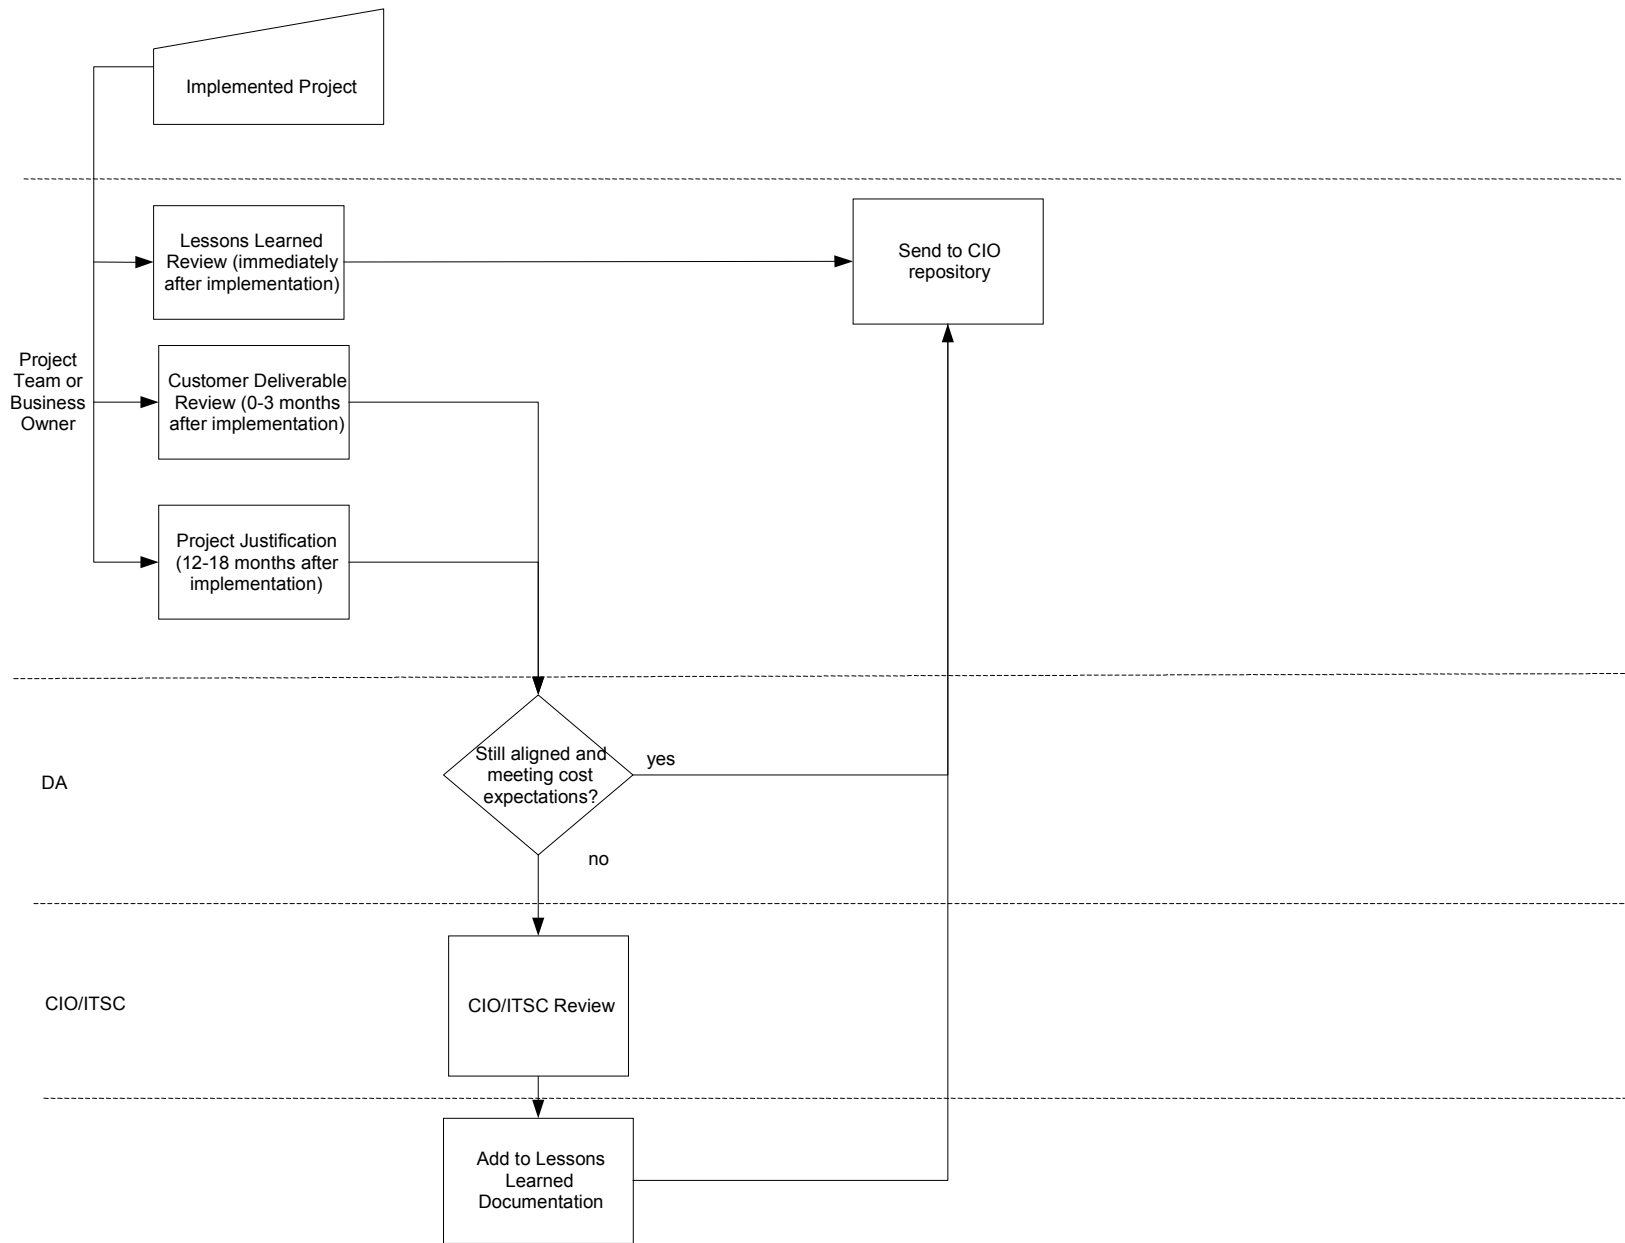 Implemented Project
Lessons Learned
Review (immediately
after implementation)
Send to CIO
repository
Project
Team or
Business
Owner
Customer Deliverable
Review (0-3 months
after implementation)
Project Justification
(12-18 months after
implementation)
DA
Still aligned and
meeting cost
expectations?
yes
no
CIO/ITSC
CIO/ITSC Review
Add to Lessons
Learned
Documentation